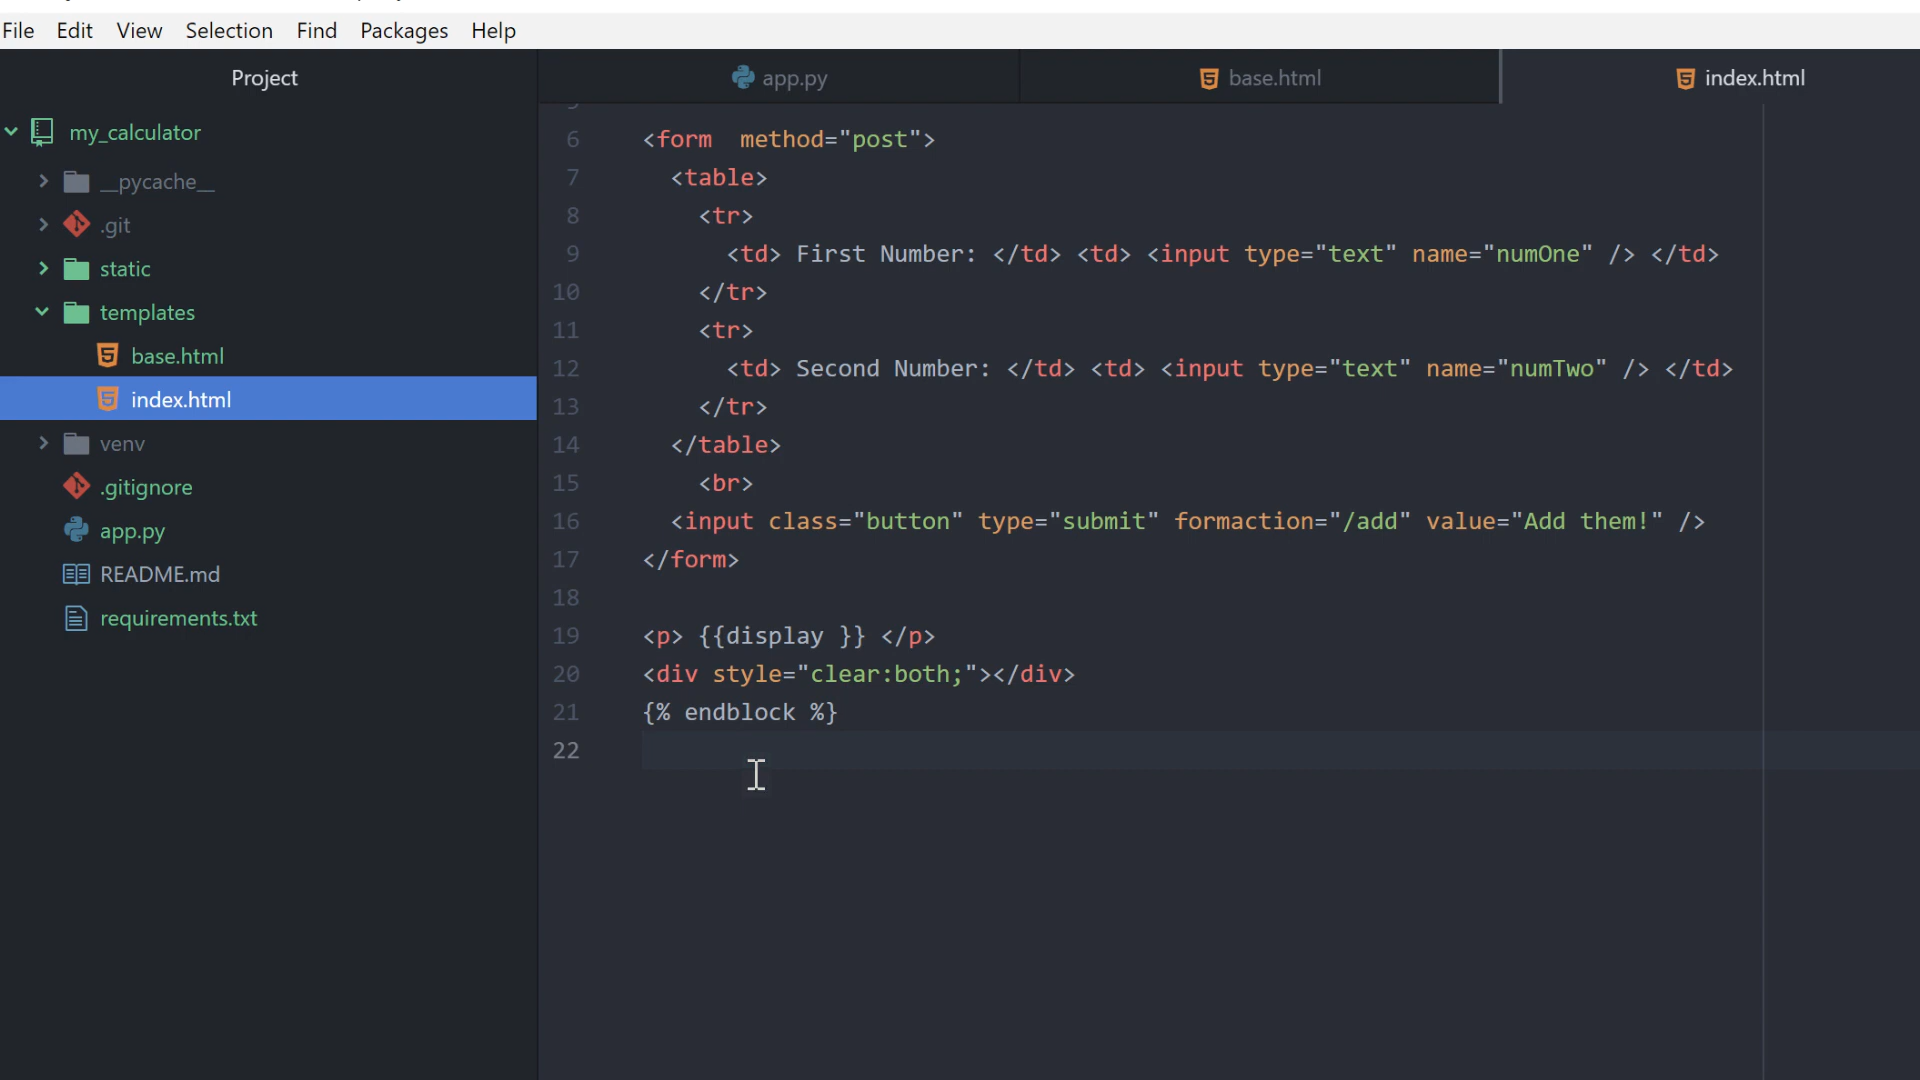 File Edit View Selection Find Packages Help
Project
my_calculator
__pycache__
.git
static
templates
base.html
index.html
venv
.gitignore
app.py
README.md
requirements.txt
app.py base.html index.html
6 <form  method="post">
7 <table>
8 <tr>
9 <td> First Number: </td> <td> <input type="text" name="numOne" /> </td>
10 </tr>
11 <tr>
12 <td> Second Number: </td> <td> <input type="text" name="numTwo" /> </td>
13 </tr>
14 </table>
15 <br>
16 <input class="button" type="submit" formaction="/add" value="Add them!" />
17 </form>
18
19 <p> {{display }} </p>
20 <div style="clear:both;"></div>
21 {% endblock %}
22